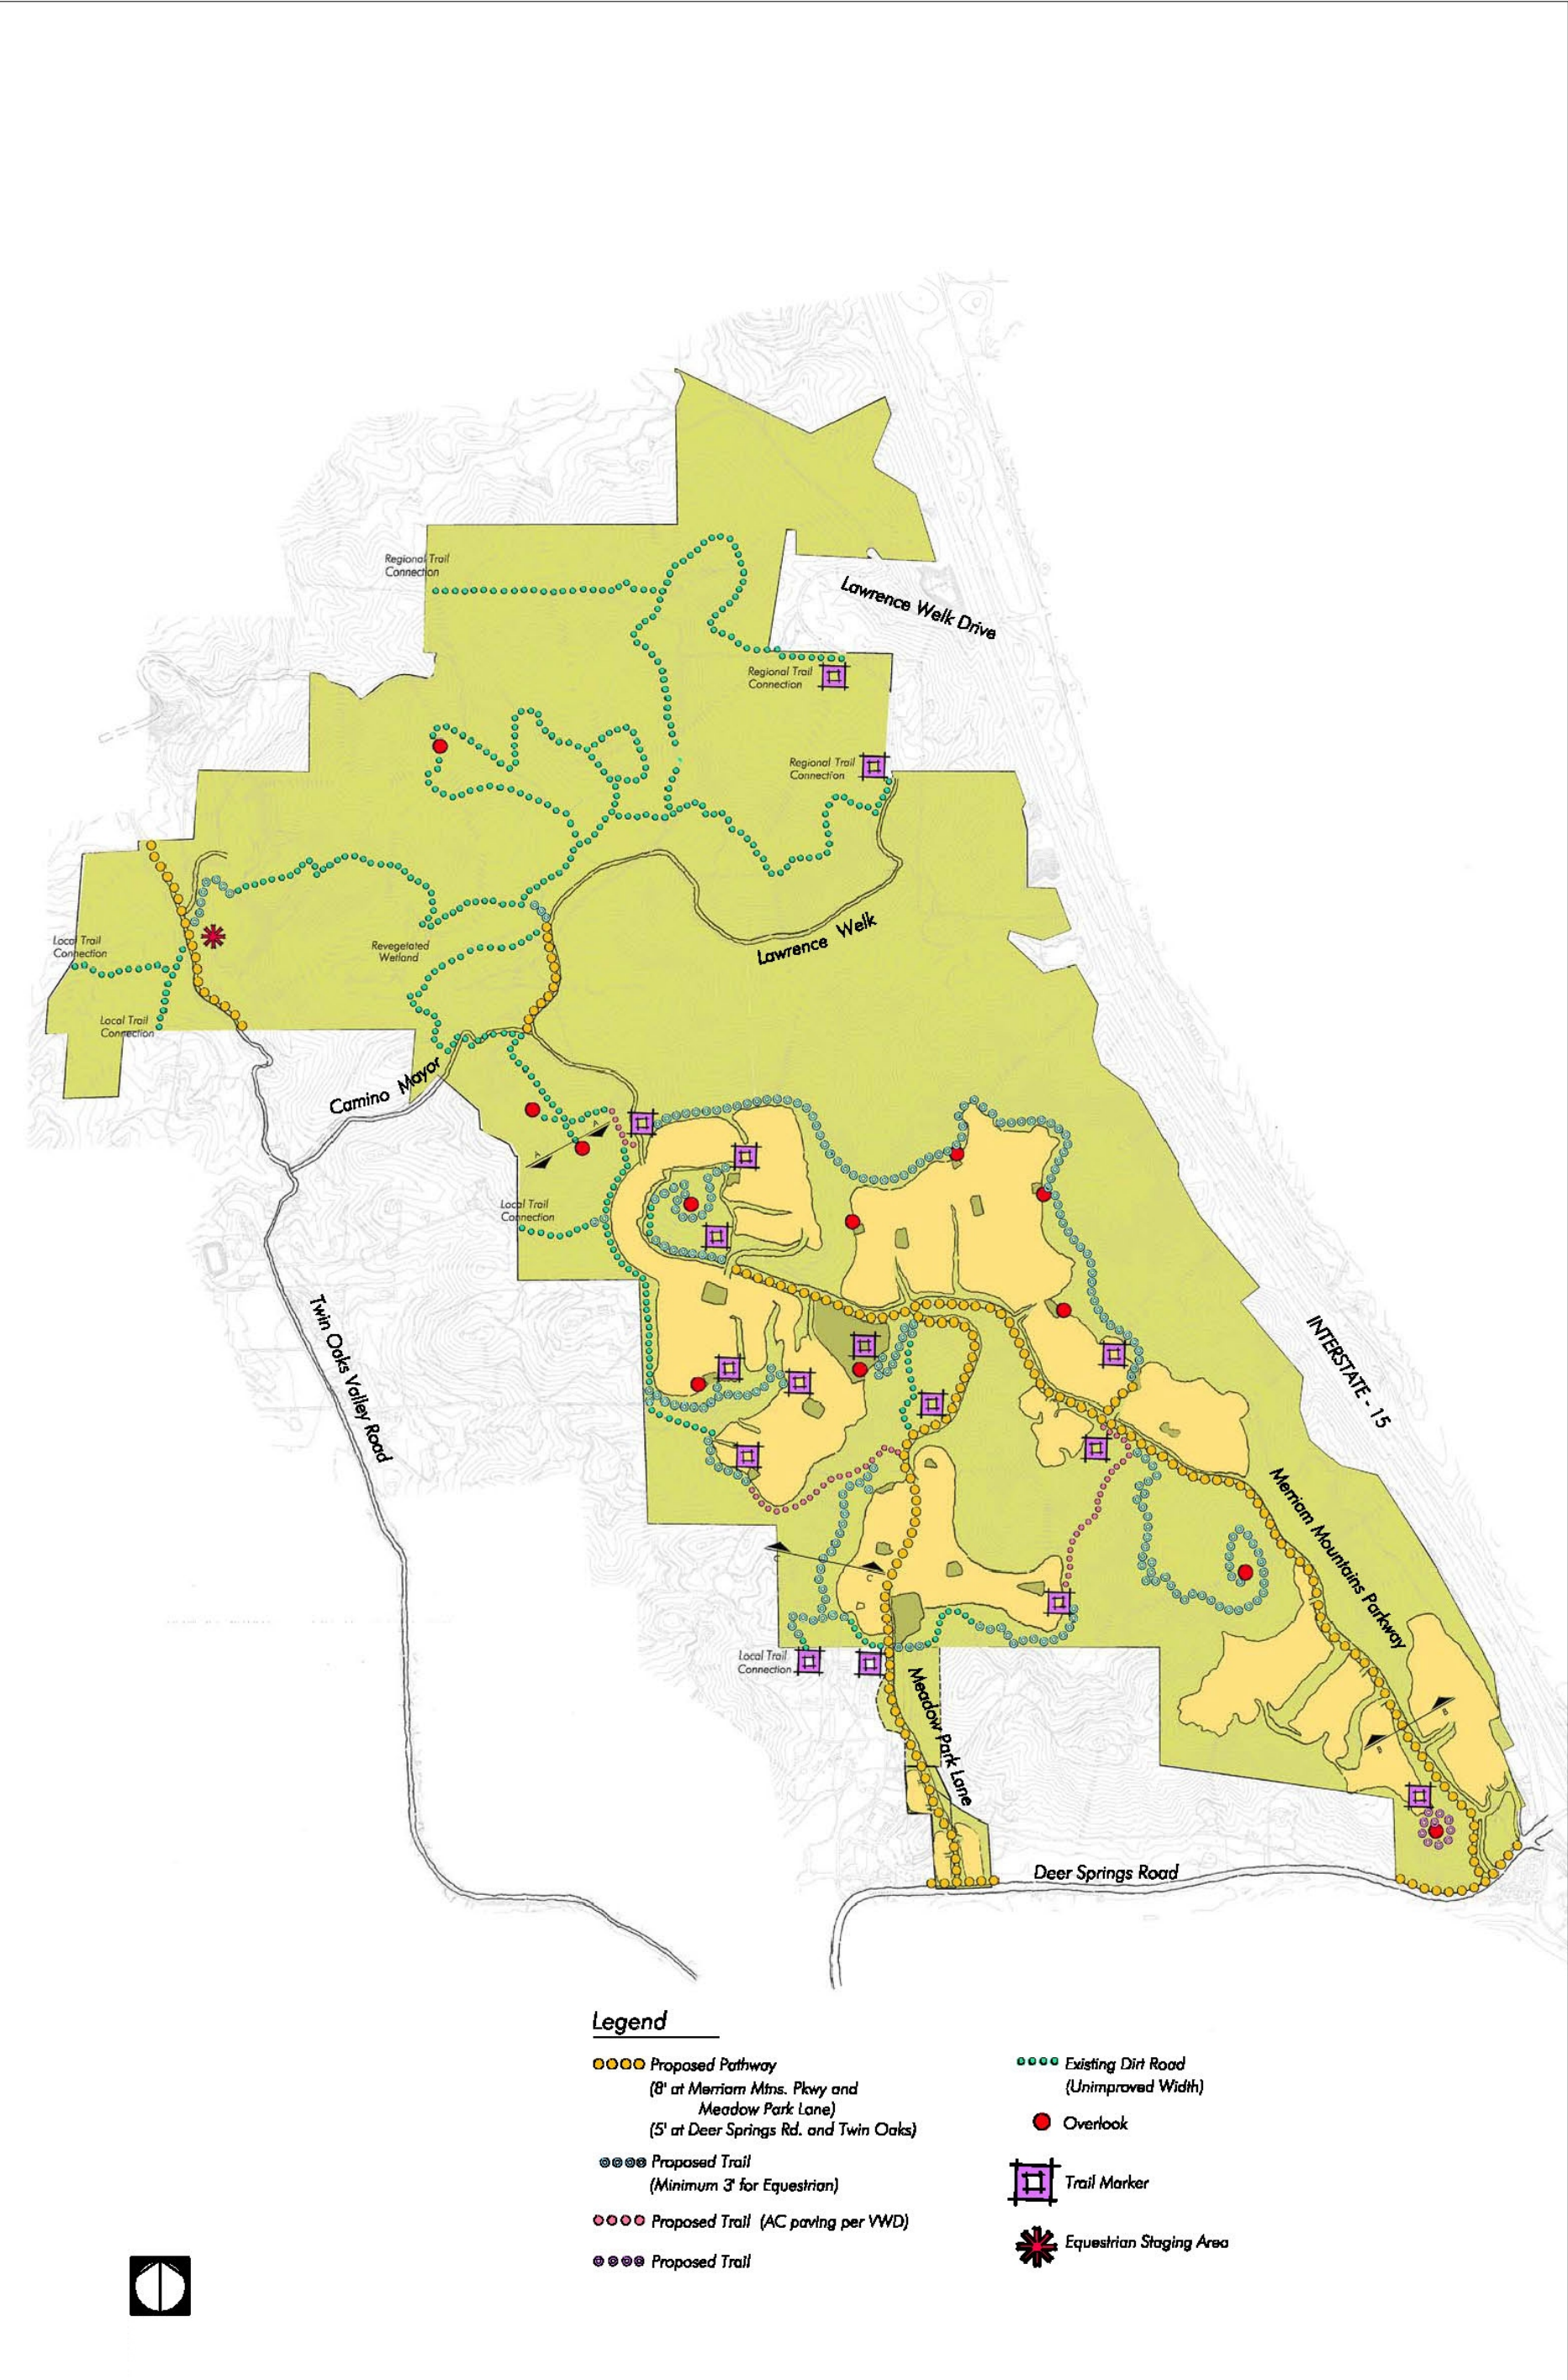 Regional Trail
Connection
Lawrence Welk Drive
Regional Trail
Connection
Regional Trail
Connection
Lawrence Welk
Local Trail
Connection
Revegetated
Wetland
Local Trail
Connection
Camino Mayor
A
A
Local Trail
Connection
Twin Oaks Valley Road
INTERSTATE - 15
Merriam Mountains Parkway
C
C
Local Trail
Connection
Meadow Park Lane
B
B
Deer Springs Road
Legend
Proposed Pathway
(8' at Merriam Mtns. Pkwy and
Meadow Park Lane)
(5' at Deer Springs Rd. and Twin Oaks)
Proposed Trail
(Minimum 3' for Equestrian)
Proposed Trail (AC paving per VWD)
Proposed Trail
Existing Dirt Road
(Unimproved Width)
Overlook
Trail Marker
Equestrian Staging Area